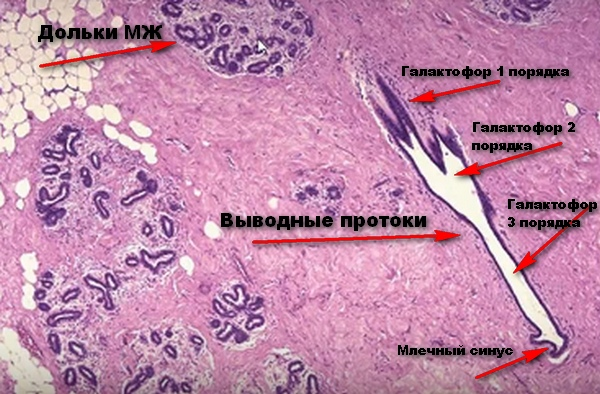 Дольки МЖ
Галактофор 1 порядка
Галактофор 2
порядка
Галактофор
3 порядка
Выводные протоки
Млечный синус